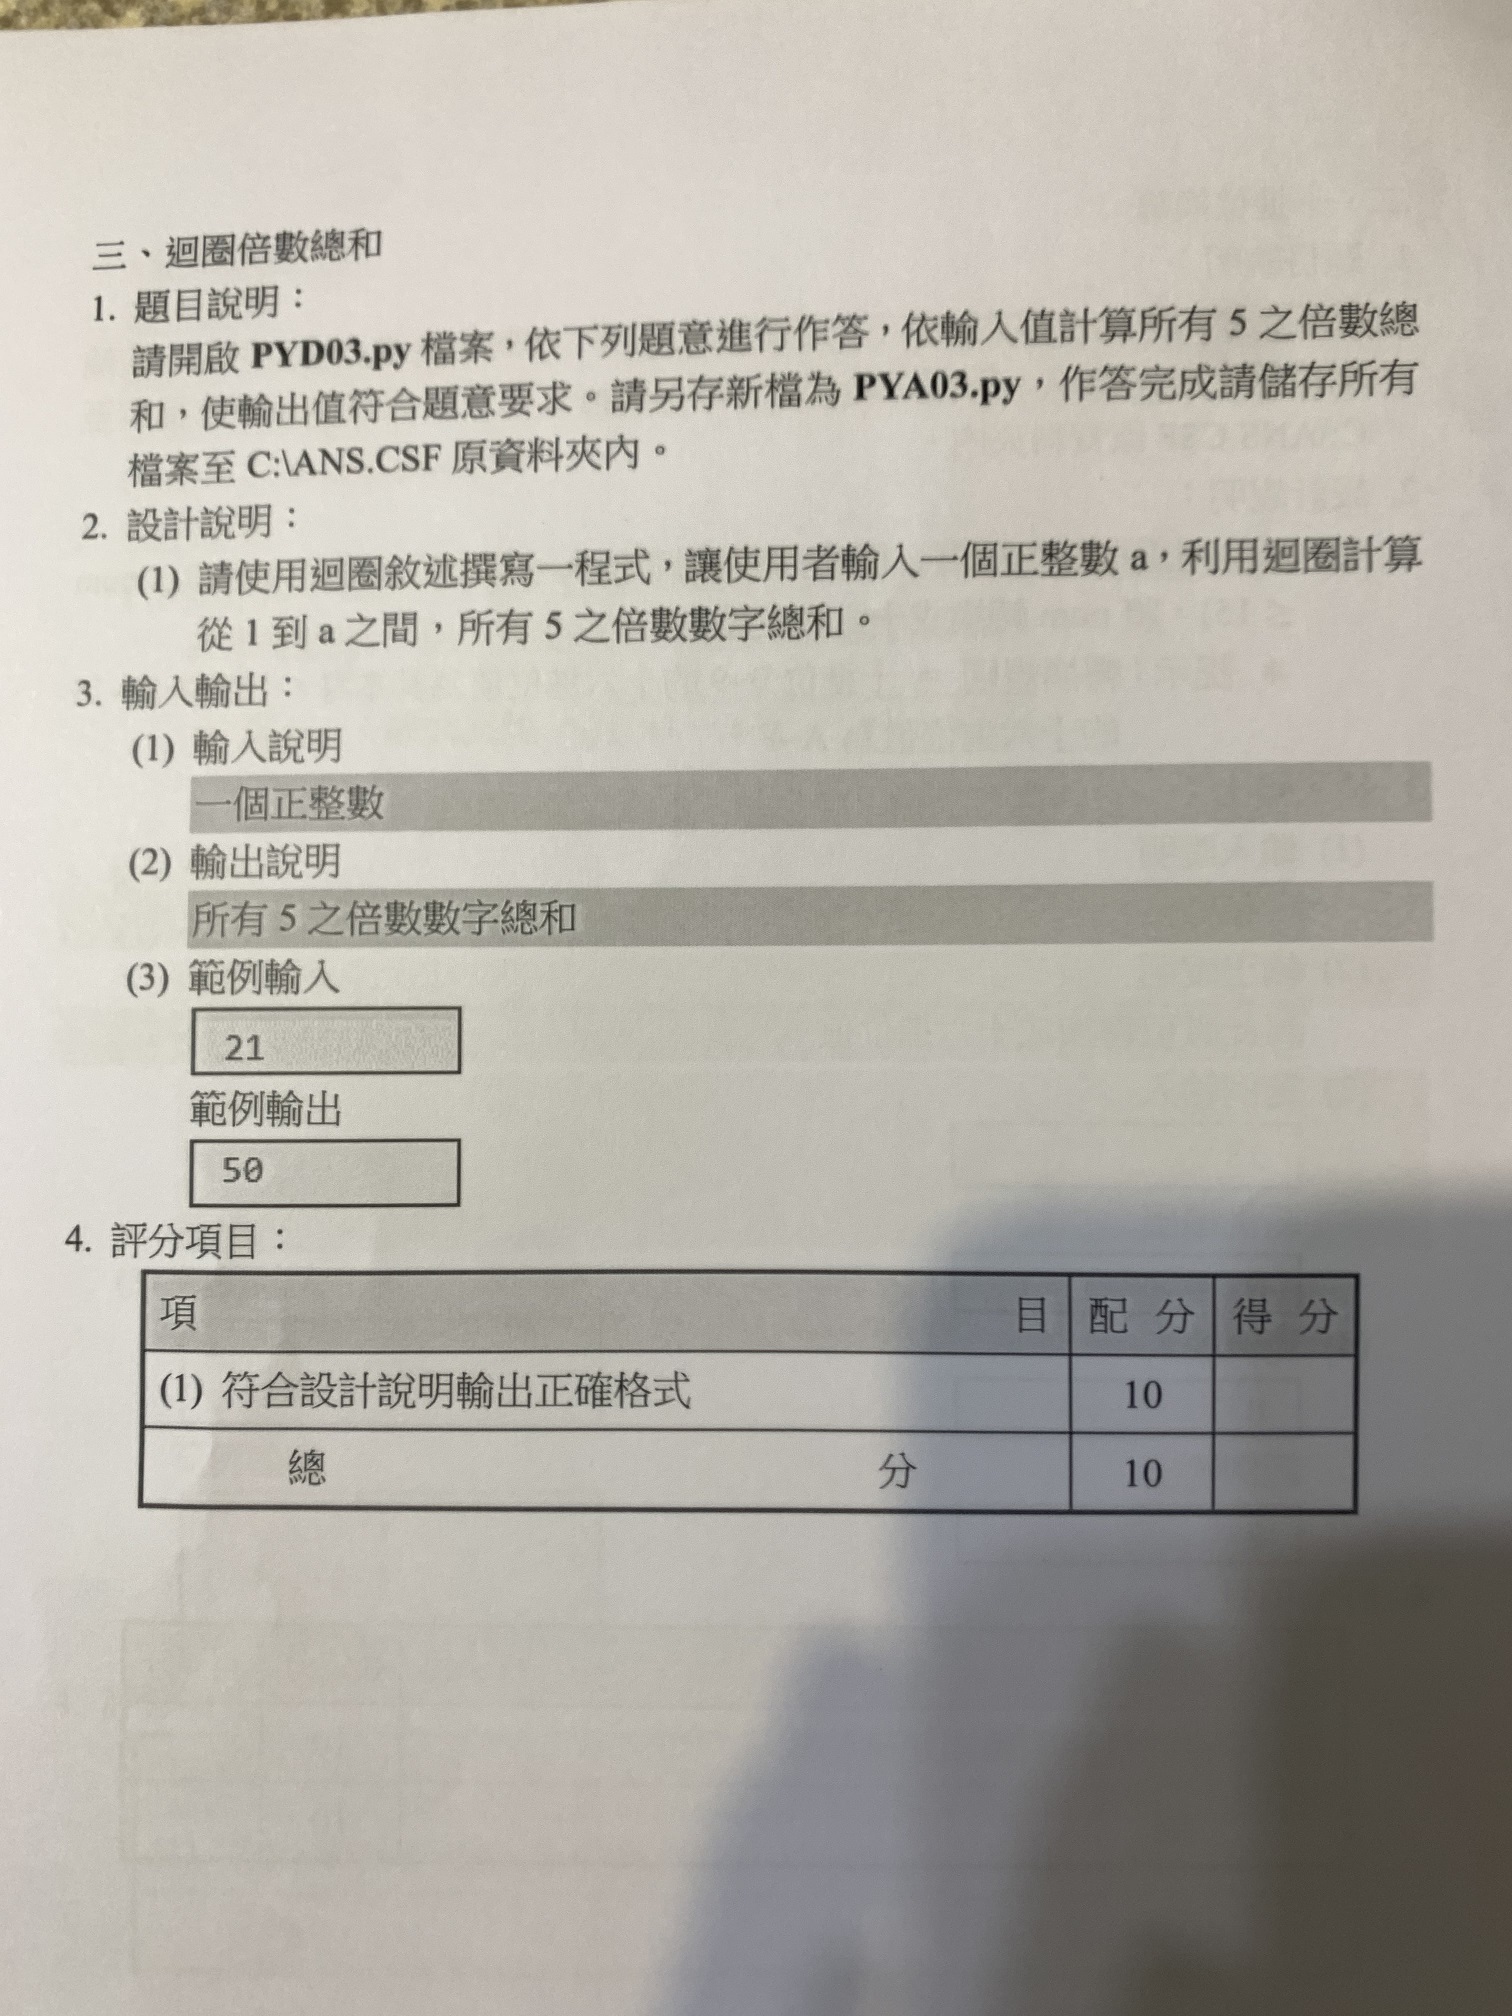 三、迴圈倍數總和
1. 題目說明：
請開啟 PYD03.py 檔案，依下列題意進行作答，依輸入值計算所有 5 之倍數總
和，使輸出值符合題意要求。請另存新檔為 PYA03.py，作答完成請儲存所有
檔案至 C:\ANS.CSF 原資料夾內。
2. 設計說明：
(1) 請使用迴圈敘述撰寫一程式，讓使用者輸入一個正整數 a，利用迴圈計算
從 1 到 a 之間，所有 5 之倍數數字總和。
3. 輸入輸出：
(1) 輸入說明
一個正整數
(2) 輸出說明
所有 5 之倍數數字總和
(3) 範例輸入
21
範例輸出
50
4. 評分項目：
項 目 配 分 得 分
(1) 符合設計說明輸出正確格式 10
總 分 10